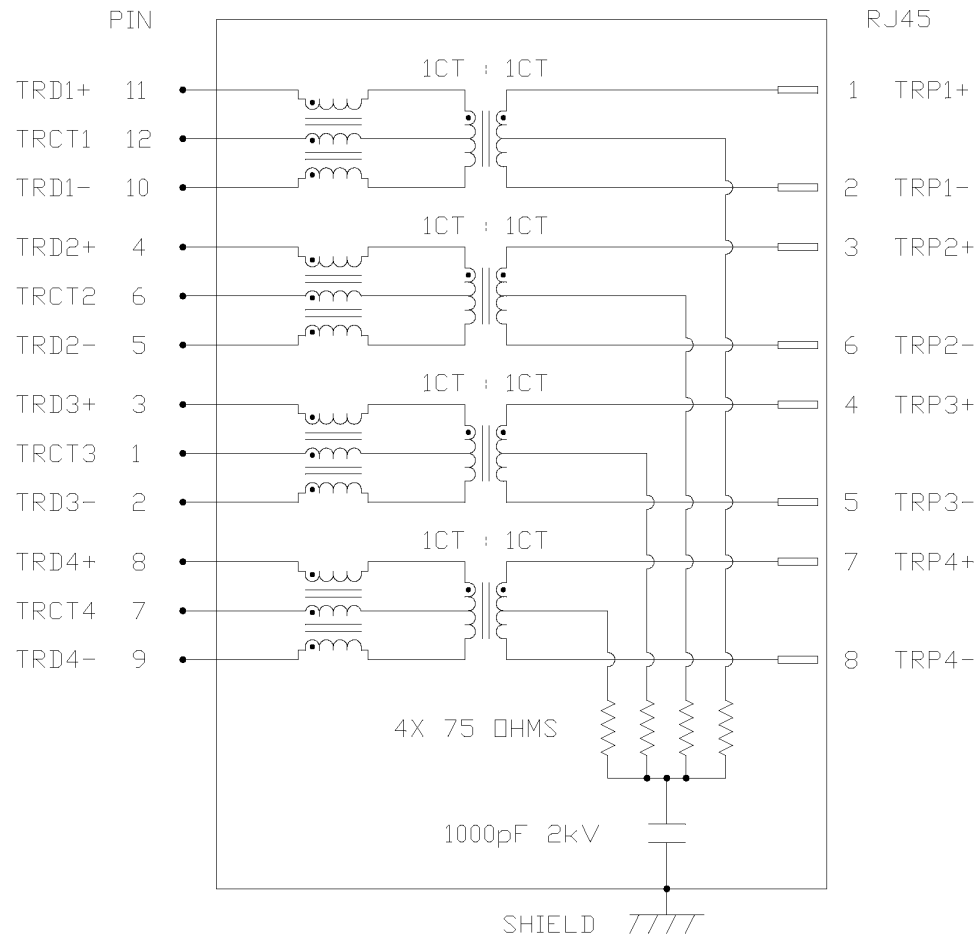 PIN RJ45
1CT : 1CT
TRD1+ 11 1 TRP1+
TRCT1 12
TRD1- 10 2 TRP1-
1CT : 1CT
TRD2+ 4 3 TRP2+
TRCT2 6
TRD2- 5 6 TRP2-
1CT : 1CT
TRD3+ 3 4 TRP3+
TRCT3 1
TRD3- 2 5 TRP3-
1CT : 1CT
TRD4+ 8 7 TRP4+
TRCT4 7
TRD4- 9 8 TRP4-
4X 75 OHMS
1000pF 2kV
SHIELD